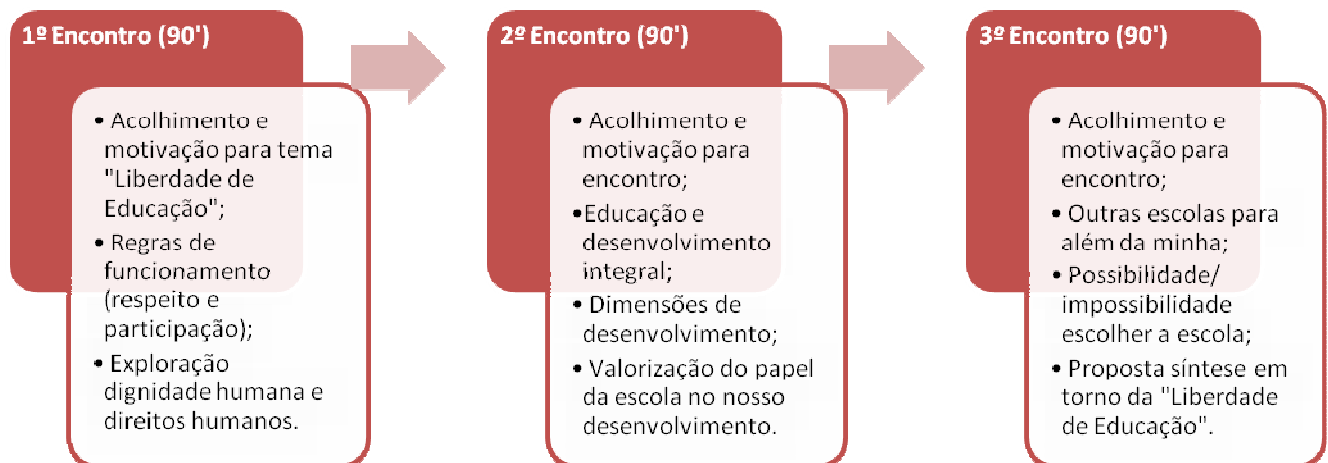 1º Encontro (90')
• Acolhimento e
motivação para tema
"Liberdade de
Educação";
• Regras de
funcionamento
(respeito e
participação);
• Exploração
dignidade humana e
direitos humanos.
2º Encontro (90')
• Acolhimento e
motivação para
encontro;
•Educação e
desenvolvimento
integral;
• Dimensões de
desenvolvimento;
• Valorização do papel
da escola no nosso
desenvolvimento.
3º Encontro (90')
• Acolhimento e
motivação para
encontro;
• Outras escolas para
além da minha;
• Possibilidade/
impossibilidade
escolher a escola;
• Proposta síntese em
torno da "Liberdade
de Educação".